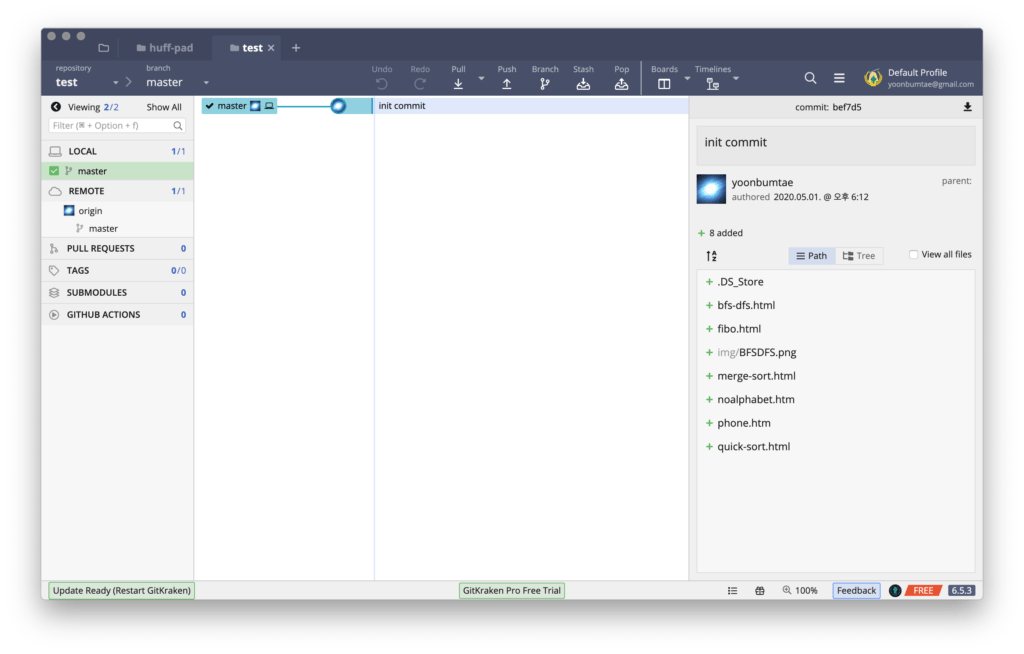 huff-pad
test
repository
test
branch
master
Undo
Redo
Pull
Push
Branch
Stash
Pop
Boards
Timelines
Default Profile
yoonbumtae@gmail.com
Viewing 2/2
Show All
Filter (⌘ + Option + f)
LOCAL 1/1
master
REMOTE 1/1
origin
master
PULL REQUESTS 0
TAGS 0/0
SUBMODULES 0
GITHUB ACTIONS 0
master
init commit
commit: bef7d5
init commit
yoonbumtae
authored 2020.05.01. @ 오후 6:12
parent:
+ 8 added
Path
Tree
View all files
+ .DS_Store
+ bfs-dfs.html
+ fibo.html
+ img/BFSDFS.png
+ merge-sort.html
+ noalphabet.htm
+ phone.htm
+ quick-sort.html
Update Ready (Restart GitKraken)
GitKraken Pro Free Trial
100%
Feedback
FREE
6.5.3